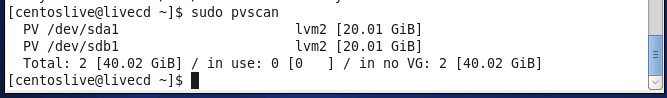 [centoslive@livecd ~]$ sudo pvscan
  PV /dev/sda1                      lvm2 [20.01 GiB]
  PV /dev/sdb1                      lvm2 [20.01 GiB]
  Total: 2 [40.02 GiB] / in use: 0 [0   ] / in no VG: 2 [40.02 GiB]
[centoslive@livecd ~]$